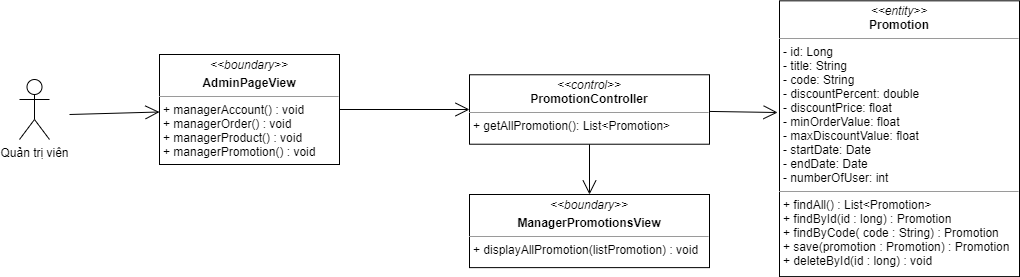 Quản trị viên
<<boundary>>
AdminPageView
+ managerAccount() : void
+ managerOrder() : void
+ managerProduct() : void
+ managerPromotion() : void
<<control>>
PromotionController
+ getAllPromotion(): List<Promotion>
<<boundary>>
ManagerPromotionsView
+ displayAllPromotion(listPromotion) : void
<<entity>>
Promotion
- id: Long
- title: String
- code: String
- discountPercent: double
- discountPrice: float
- minOrderValue: float
- maxDiscountValue: float
- startDate: Date
- endDate: Date
- numberOfUser: int
+ findAll() : List<Promotion>
+ findById(id : long) : Promotion
+ findByCode( code : String) : Promotion
+ save(promotion : Promotion) : Promotion
+ deleteById(id : long) : void